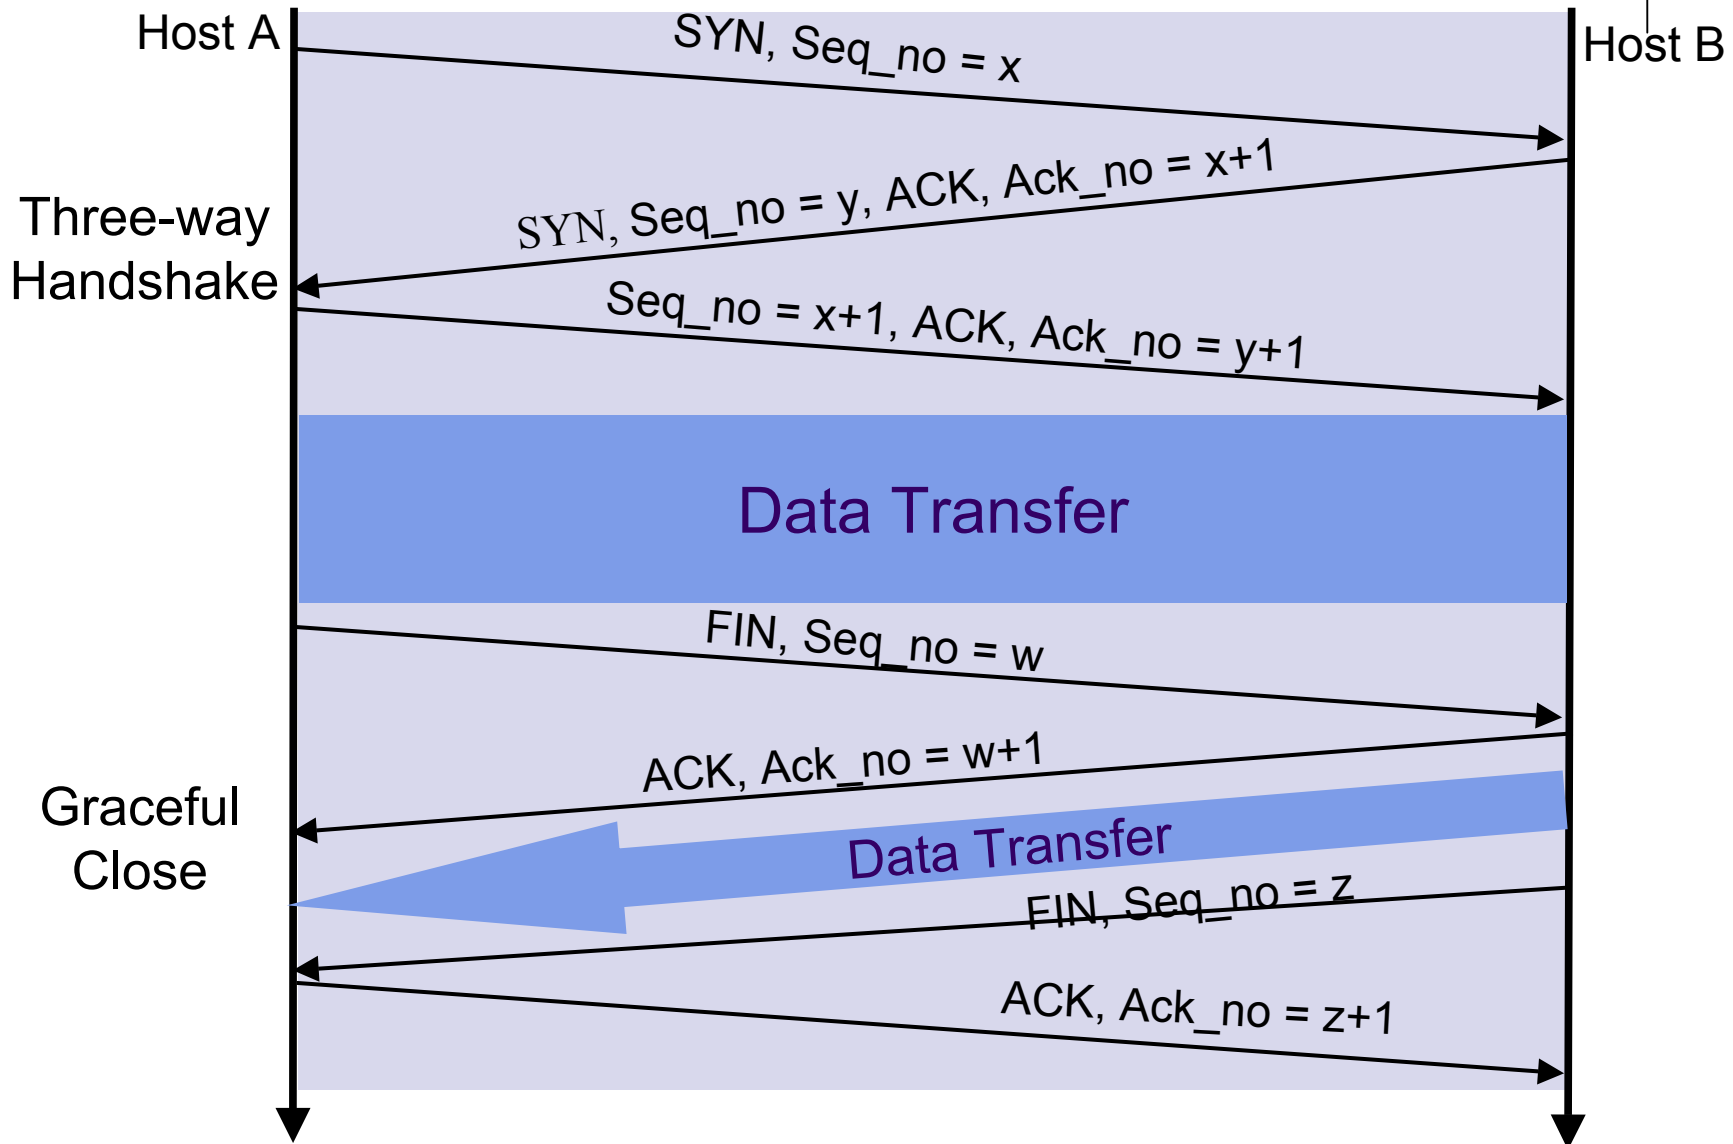 Host A
SYN, Seq_no = x
Host B
Three-way
Handshake
SYN, Seq_no = y, ACK, Ack_no = x+1
Seq_no = x+1, ACK, Ack_no = y+1
Data Transfer
FIN, Seq_no = w
ACK, Ack_no = w+1
Graceful
Close
Data Transfer
FIN, Seq_no = z
ACK, Ack_no = z+1